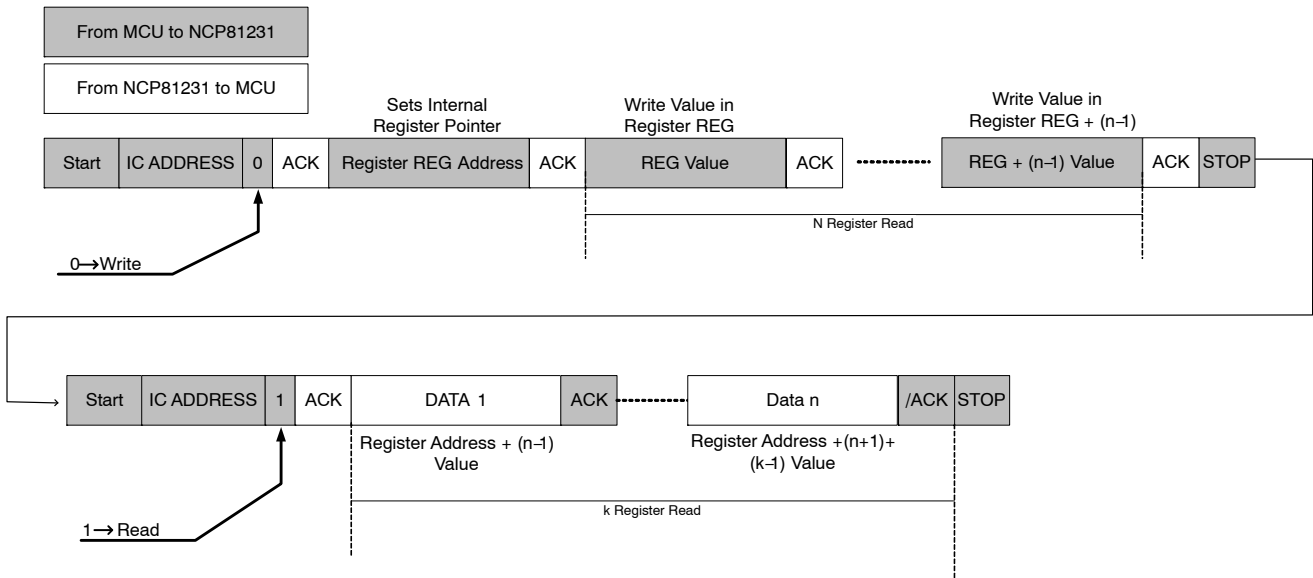 From MCU to NCP81231
From NCP81231 to MCU
Sets Internal
Register Pointer
Write Value in
Register REG
Write Value in
Register REG + (n–1)
Start IC ADDRESS 0 ACK Register REG Address ACK REG Value ACK REG + (n–1) Value ACK STOP
N Register Read
0→Write
Start IC ADDRESS 1 ACK DATA 1 ACK Data n /ACK STOP
Register Address + (n–1)
Value
Register Address +(n+1)+
(k–1) Value
k Register Read
1→Read